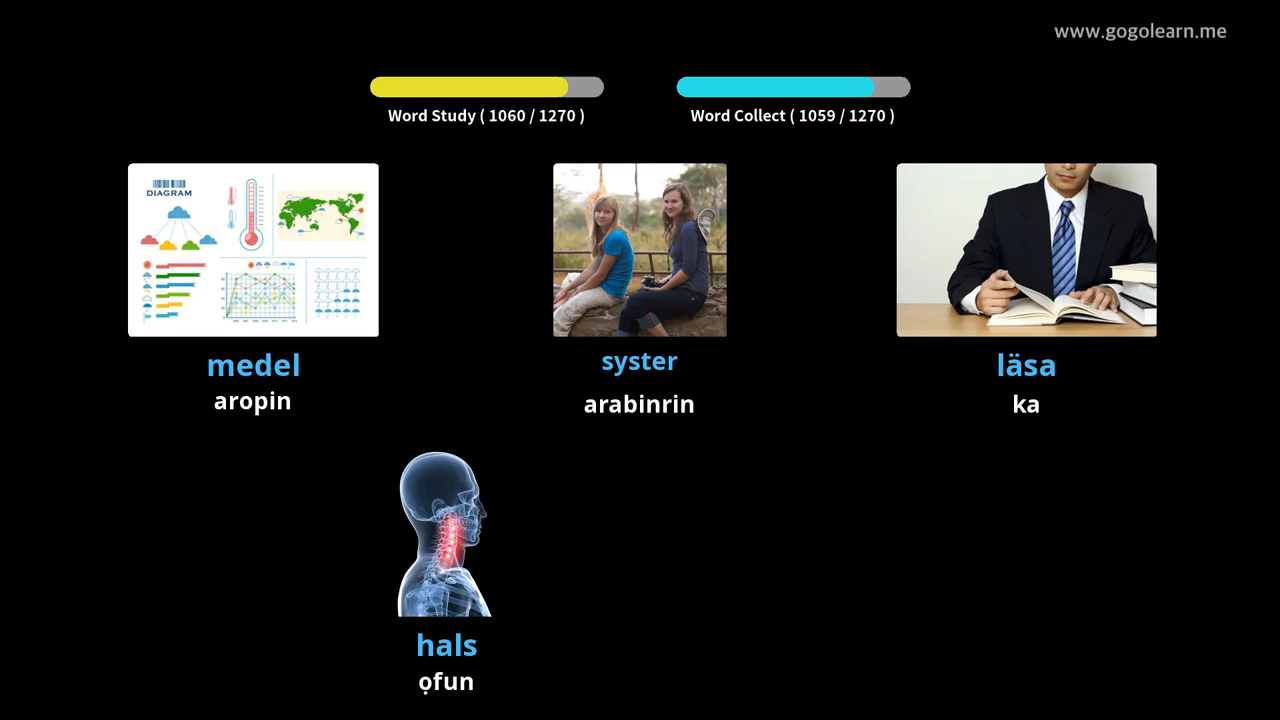 www.gogolearn.me
Word Study ( 1060 / 1270 )
Word Collect ( 1059 / 1270 )
DIAGRAM
medel
aropin
syster
arabinrin
läsa
ka
hals
ọfun